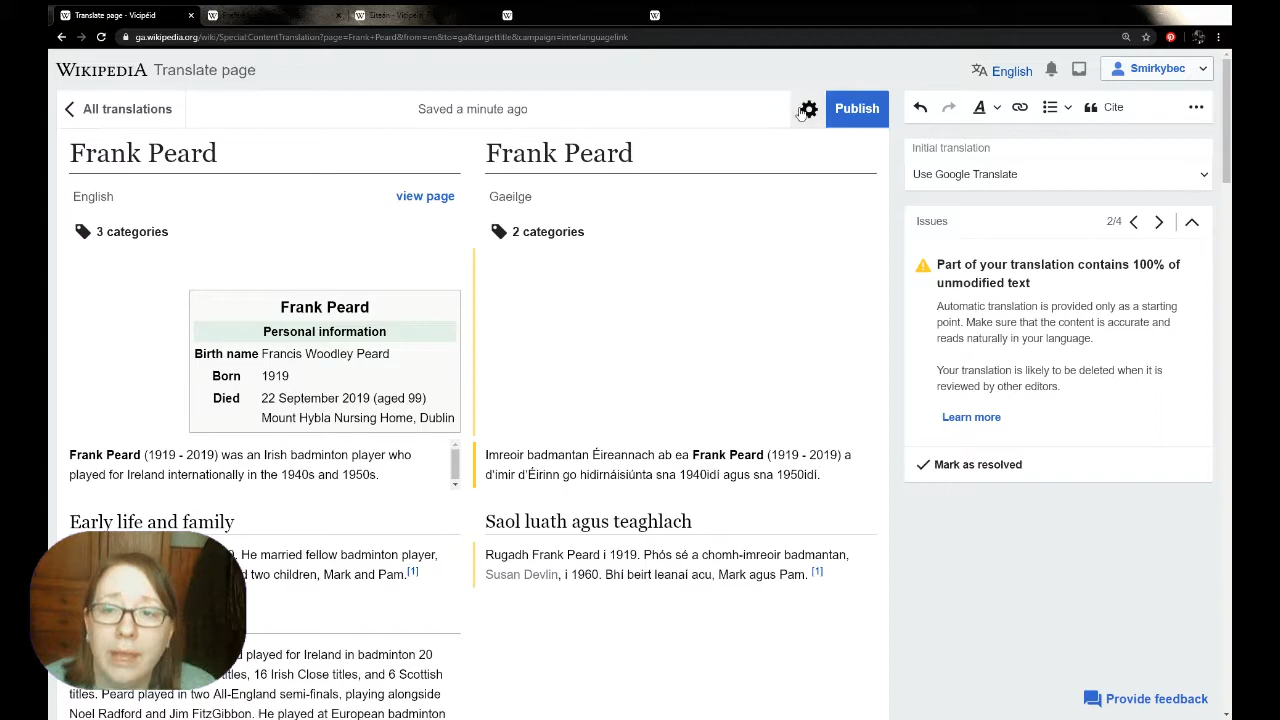 Translate page - Vicipéid
Eiteán - Vicipéid
ga.wikipedia.org/wiki/Special:ContentTranslation?page=Frank+Peard&from=en&to=ga&targettitle&campaign=interlanguagelink
WIKIPEDIA Translate page
English
Smirkybec
All translations
Saved a minute ago
Publish
Cite
Frank Peard
English
view page
3 categories
Frank Peard
Personal information
Birth name Francis Woodley Peard
Born 1919
Died 22 September 2019 (aged 99)
Mount Hybla Nursing Home, Dublin
Frank Peard (1919 - 2019) was an Irish badminton player who
played for Ireland internationally in the 1940s and 1950s.
Early life and family
. He married fellow badminton player,
d two children, Mark and Pam.[1]
d played for Ireland in badminton 20
titles, 16 Irish Close titles, and 6 Scottish
titles. Peard played in two All-England semi-finals, playing alongside
Noel Radford and Jim FitzGibbon. He played at European badminton
Frank Peard
Gaeilge
2 categories
Imreoir badmantan Éireannach ab ea Frank Peard (1919 - 2019) a
d'imir d'Éirinn go hidirnáisiúnta sna 1940idí agus sna 1950idí.
Saol luath agus teaghlach
Rugadh Frank Peard i 1919. Phós sé a chomh-imreoir badmantan,
Susan Devlin, i 1960. Bhí beirt leanaí acu, Mark agus Pam. [1]
Initial translation
Use Google Translate
Issues
2/4
Part of your translation contains 100% of
unmodified text
Automatic translation is provided only as a starting
point. Make sure that the content is accurate and
reads naturally in your language.
Your translation is likely to be deleted when it is
reviewed by other editors.
Learn more
Mark as resolved
Provide feedback